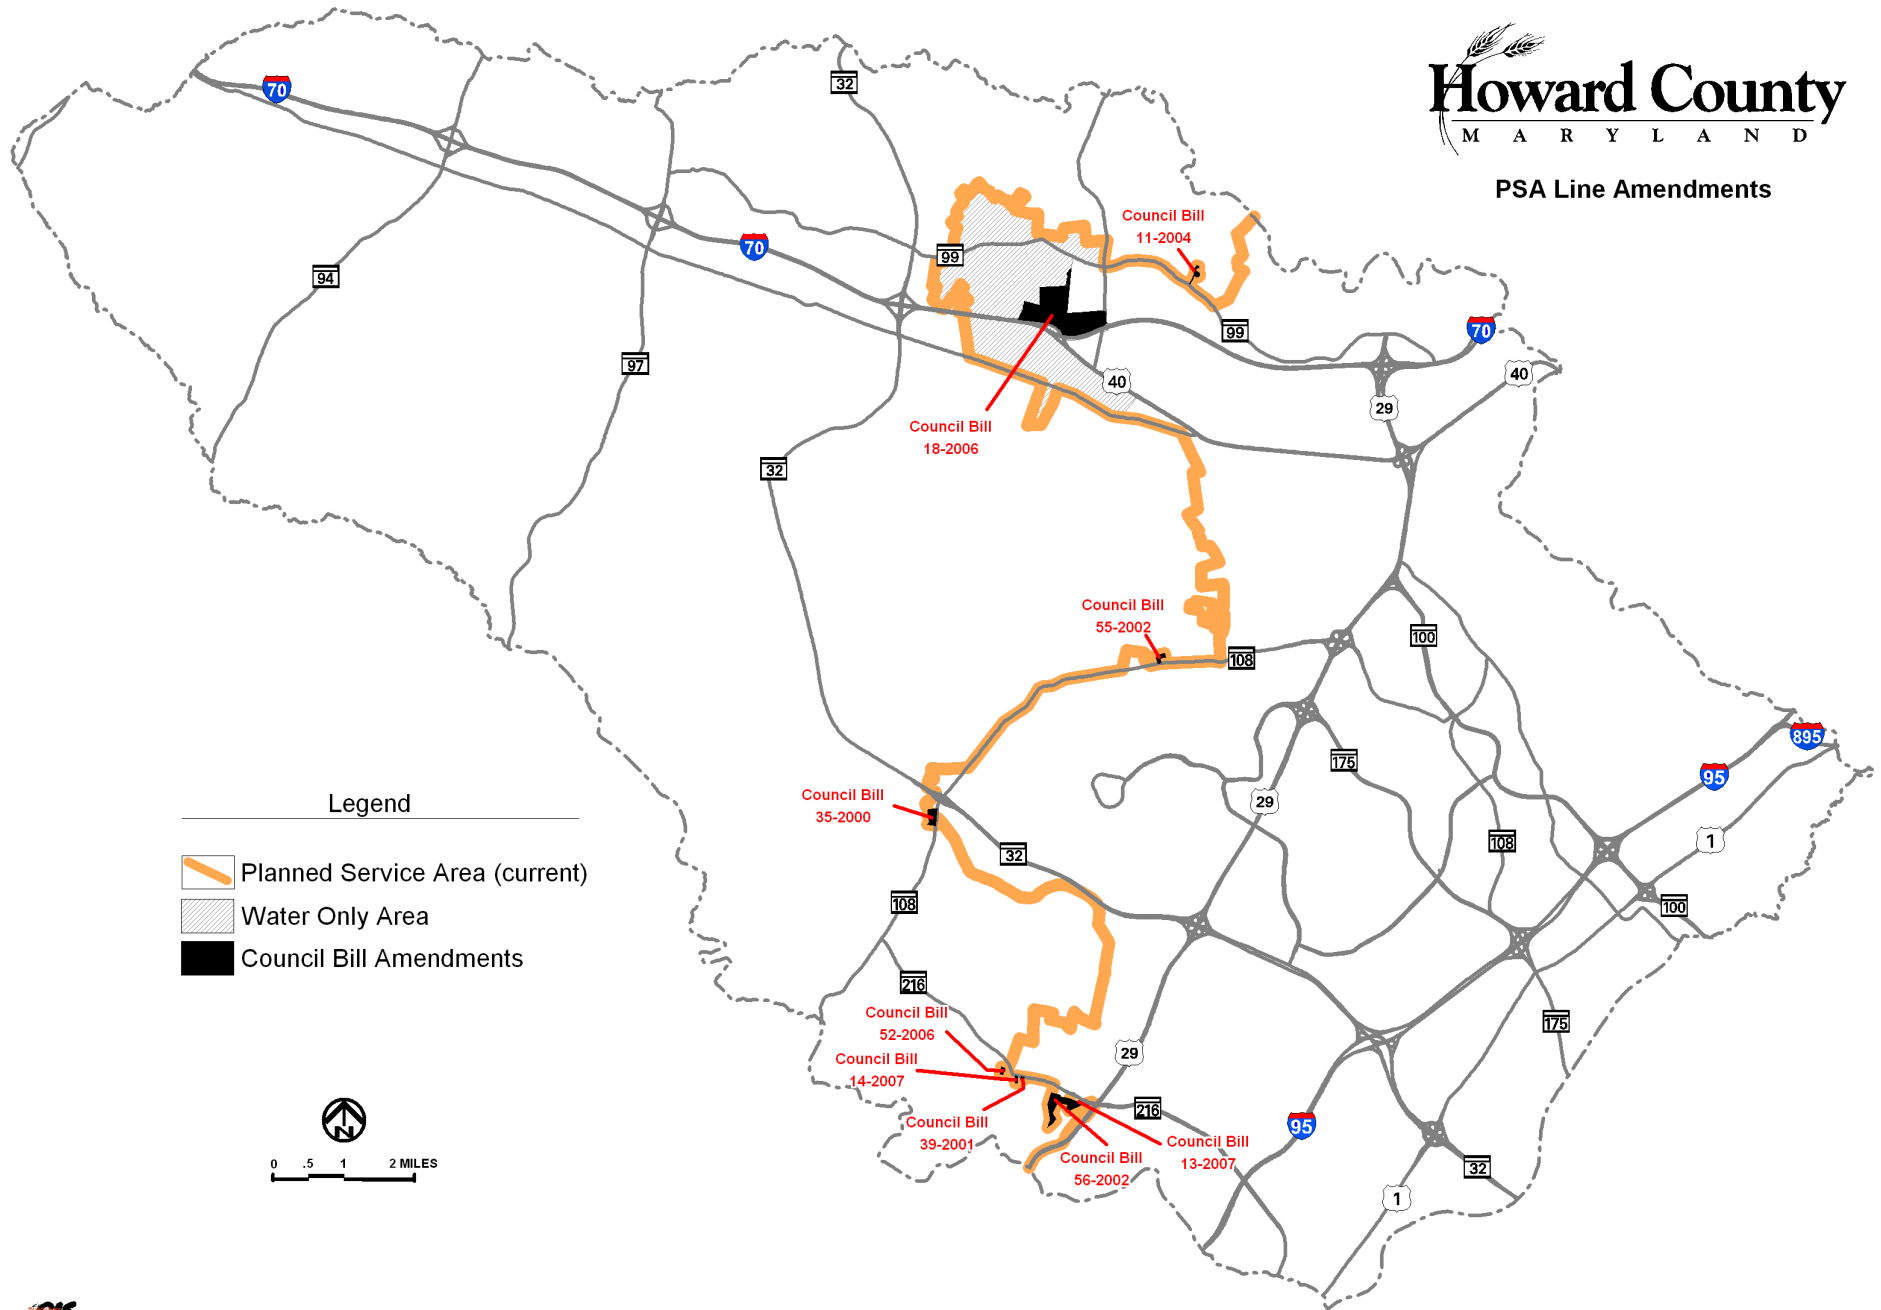 Howard County
MARYLAND
PSA Line Amendments
32
70
Council Bill
11-2004
99
70
94
99
70
97
40
40
29
Council Bill
18-2006
32
Council Bill
55-2002
100
108
895
175
95
Council Bill
35-2000
29
1
108
32
108
100
Legend
Planned Service Area (current)
Water Only Area
Council Bill Amendments
216
Council Bill
52-2006
175
29
Council Bill
14-2007
216
Council Bill
39-2001
95
Council Bill
13-2007
Council Bill
56-2002
32
1
N
0 .5 1 2 MILES